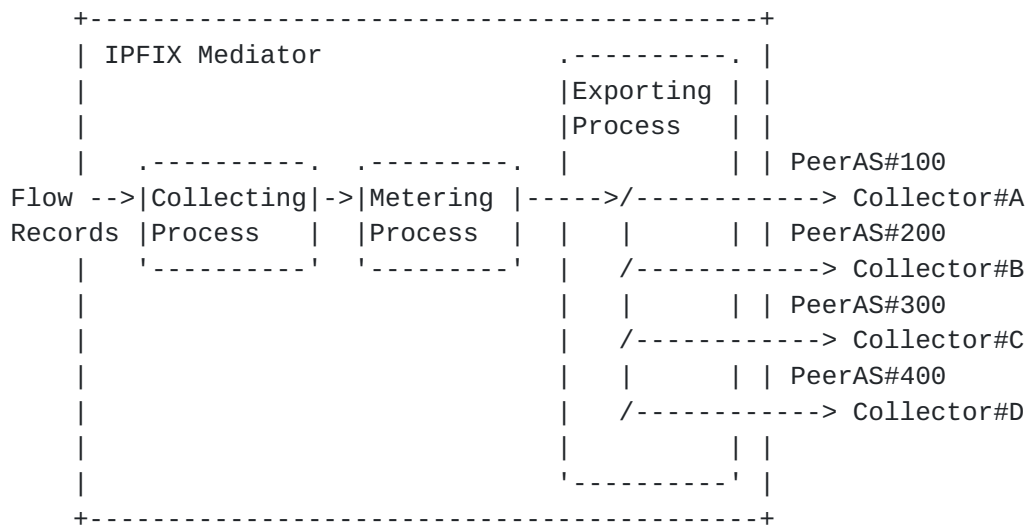 IPFIX Mediator
Exporting
Process
PeerAS#100
Flow -->|Collecting|->|Metering |----->/------------> Collector#A
Records |Process | |Process | PeerAS#200
Collector#B
PeerAS#300
Collector#C
PeerAS#400
Collector#D